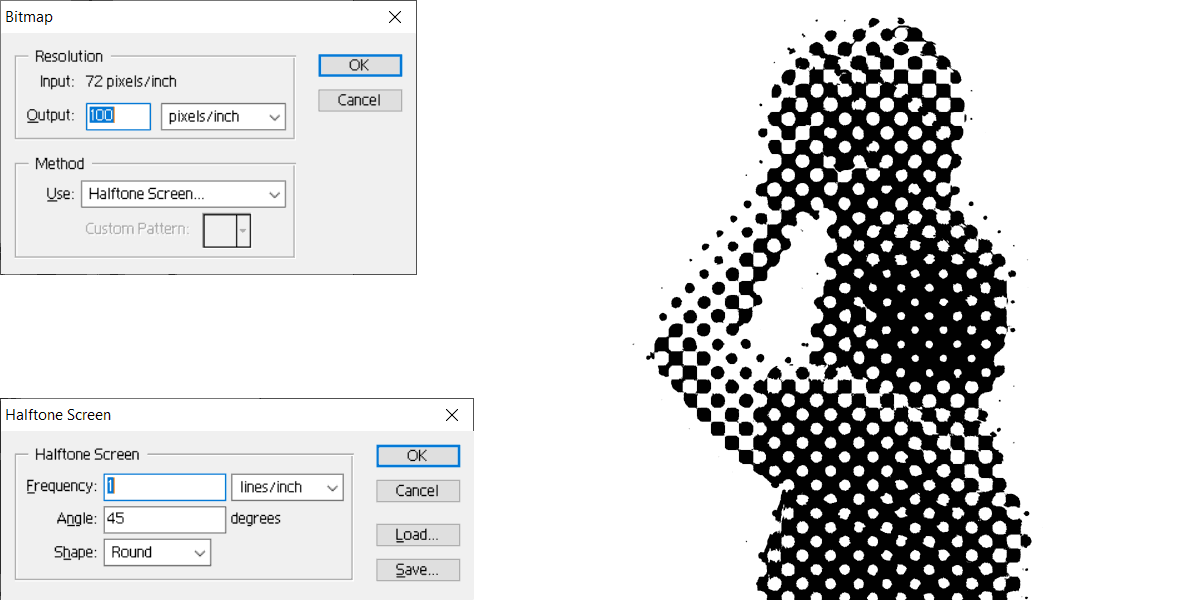 Bitmap
Resolution
Input: 72 pixels/inch
Output: 100 pixels/inch
OK
Cancel
Method
Use: Halftone Screen...
Custom Pattern:
Halftone Screen
Halftone Screen
Frequency: 1 lines/inch
Angle: 45 degrees
Shape: Round
OK
Cancel
Load...
Save...